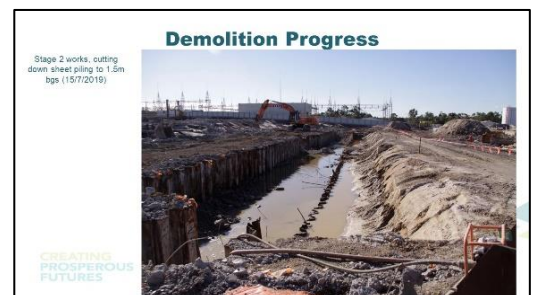 Demolition Progress
Stage 2 works, cutting
down sheet piling to 1.5m
bgs (15/7/2019)
CREATING
PROSPEROUS
FUTURES